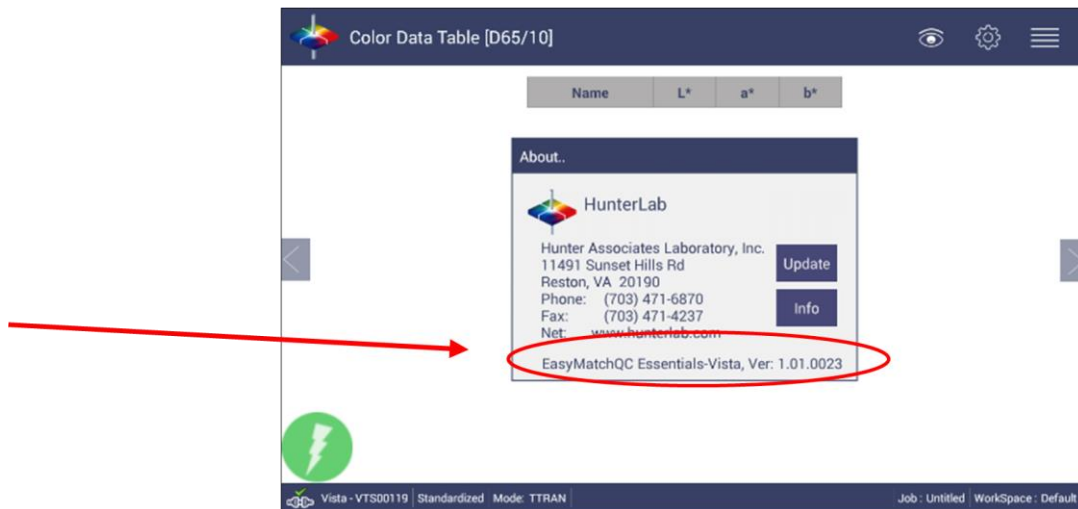 Color Data Table [D65/10]
Name L* a* b*
About..
HunterLab
Hunter Associates Laboratory, Inc.
11491 Sunset Hills Rd
Reston, VA 20190
Phone: (703) 471-6870
Fax: (703) 471-4237
Net: www.hunterlab.com
Update
Info
EasyMatchQC Essentials-Vista, Ver: 1.01.0023
Vista - VTS00119 Standardized Mode: TTRAN Job : Untitled WorkSpace : Default